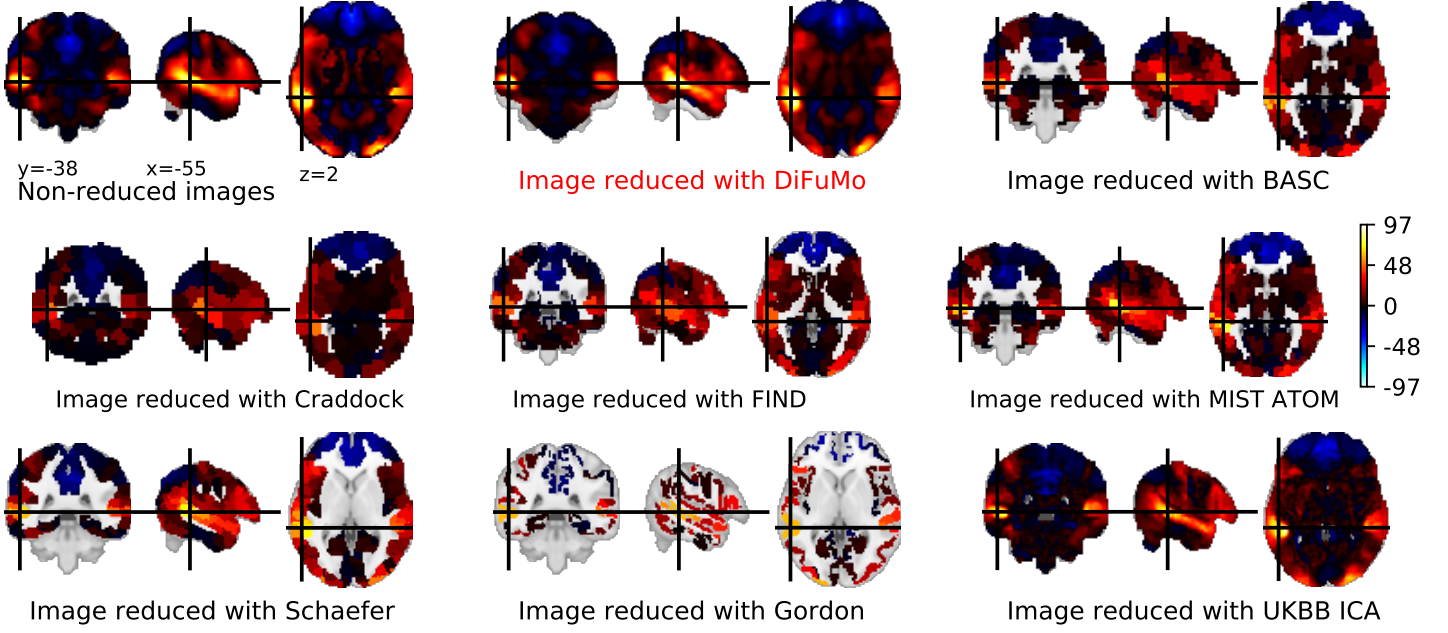 y=-38
x=-55
z=2
Non-reduced images
Image reduced with DiFuMo
Image reduced with BASC
97
48
0
-48
-97
Image reduced with Craddock
Image reduced with FIND
Image reduced with MIST ATOM
Image reduced with Schaefer
Image reduced with Gordon
Image reduced with UKBB ICA